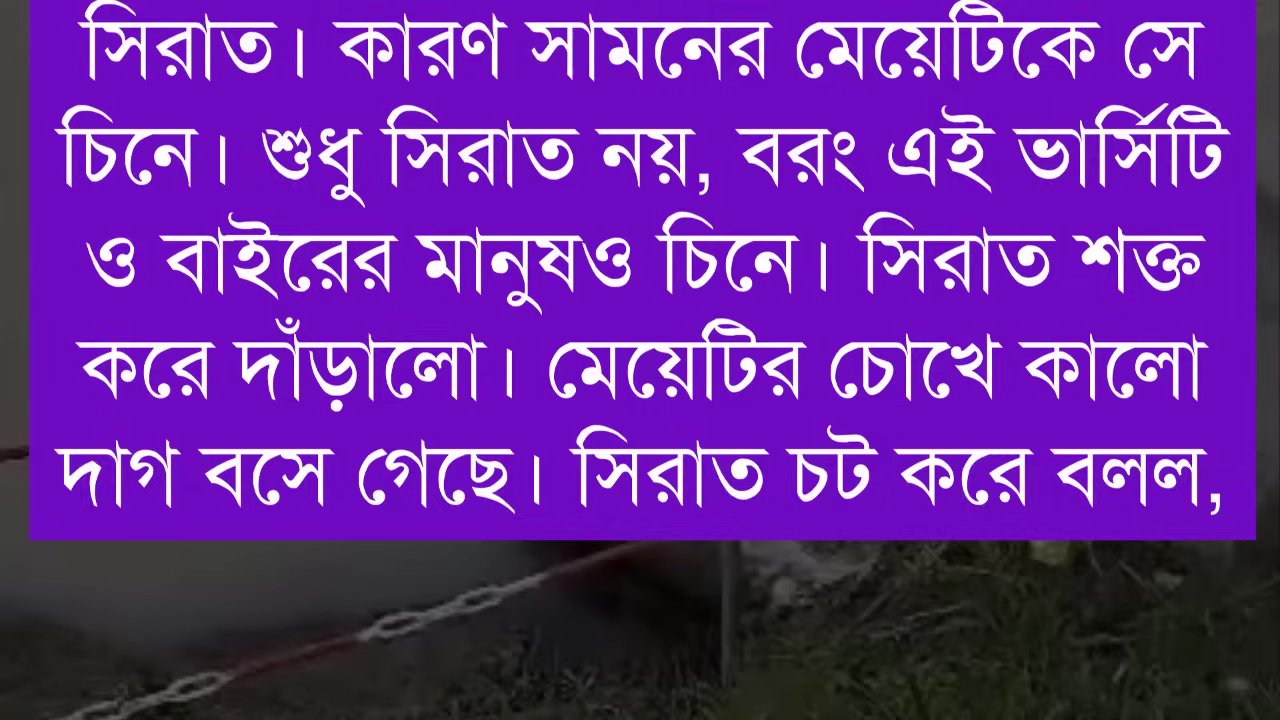 সিরাত। কারণ সামনের মেয়েটিকে সে
চিনে। শুধু সিরাত নয়, বরং এই ভার্সিটি
ও বাইরের মানুষও চিনে। সিরাত শক্ত
করে দাঁড়ালো। মেয়েটির চোখে কালো
দাগ বসে গেছে। সিরাত চট করে বলল,